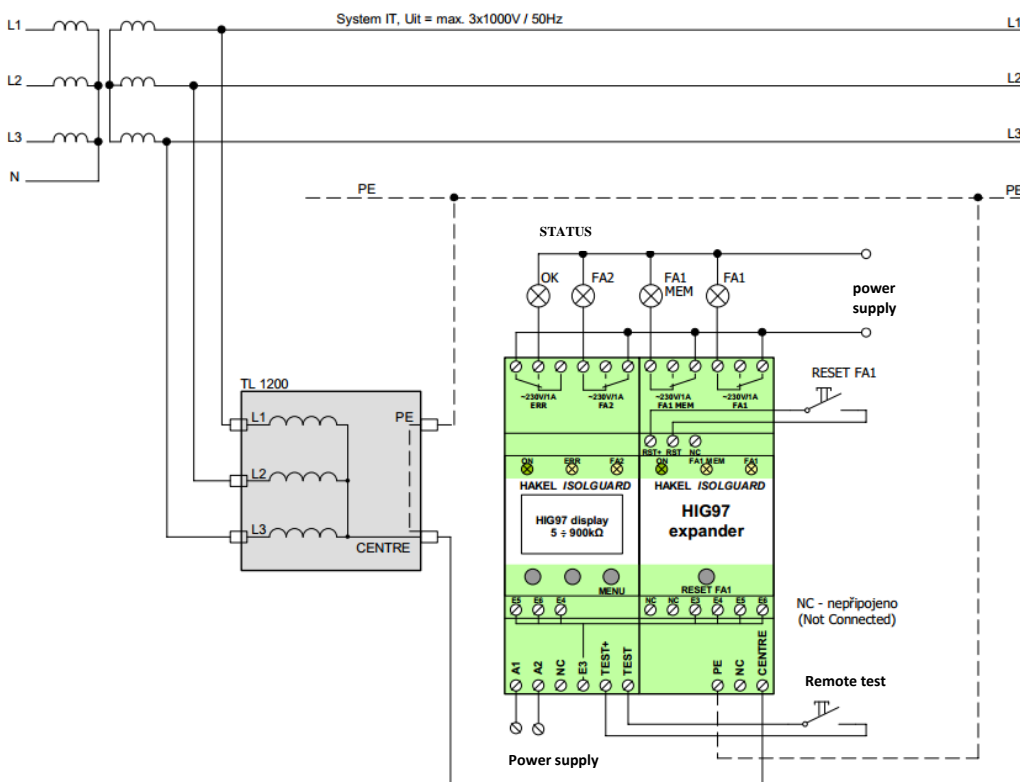 System IT, Uit = max. 3x1000V / 50Hz
L1 L1
L2 L2
L3 L3
N
PE PE
STATUS
OK FA2 FA1 MEM FA1
power supply
TL 1200
L1 PE
L2
L3
CENTRE
~230V/1A ERR
~230V/1A FA2
~230V/1A FA1 MEM
~230V/1A FA1
RESET FA1
RST+ RST NC
ON ERR FA2 ON FA1 MEM FA1
HAKEL ISOLGUARD HAKEL ISOLGUARD
HIG97 display
5 ÷ 900kΩ
HIG97
expander
MENU RESET FA1
E5 E6 E4 NC NC E3 E4 E5 E6
NC - nepřipojeno
(Not Connected)
A1 A2 NC E3 TEST+ TEST PE NC CENTRE
Remote test
Power supply